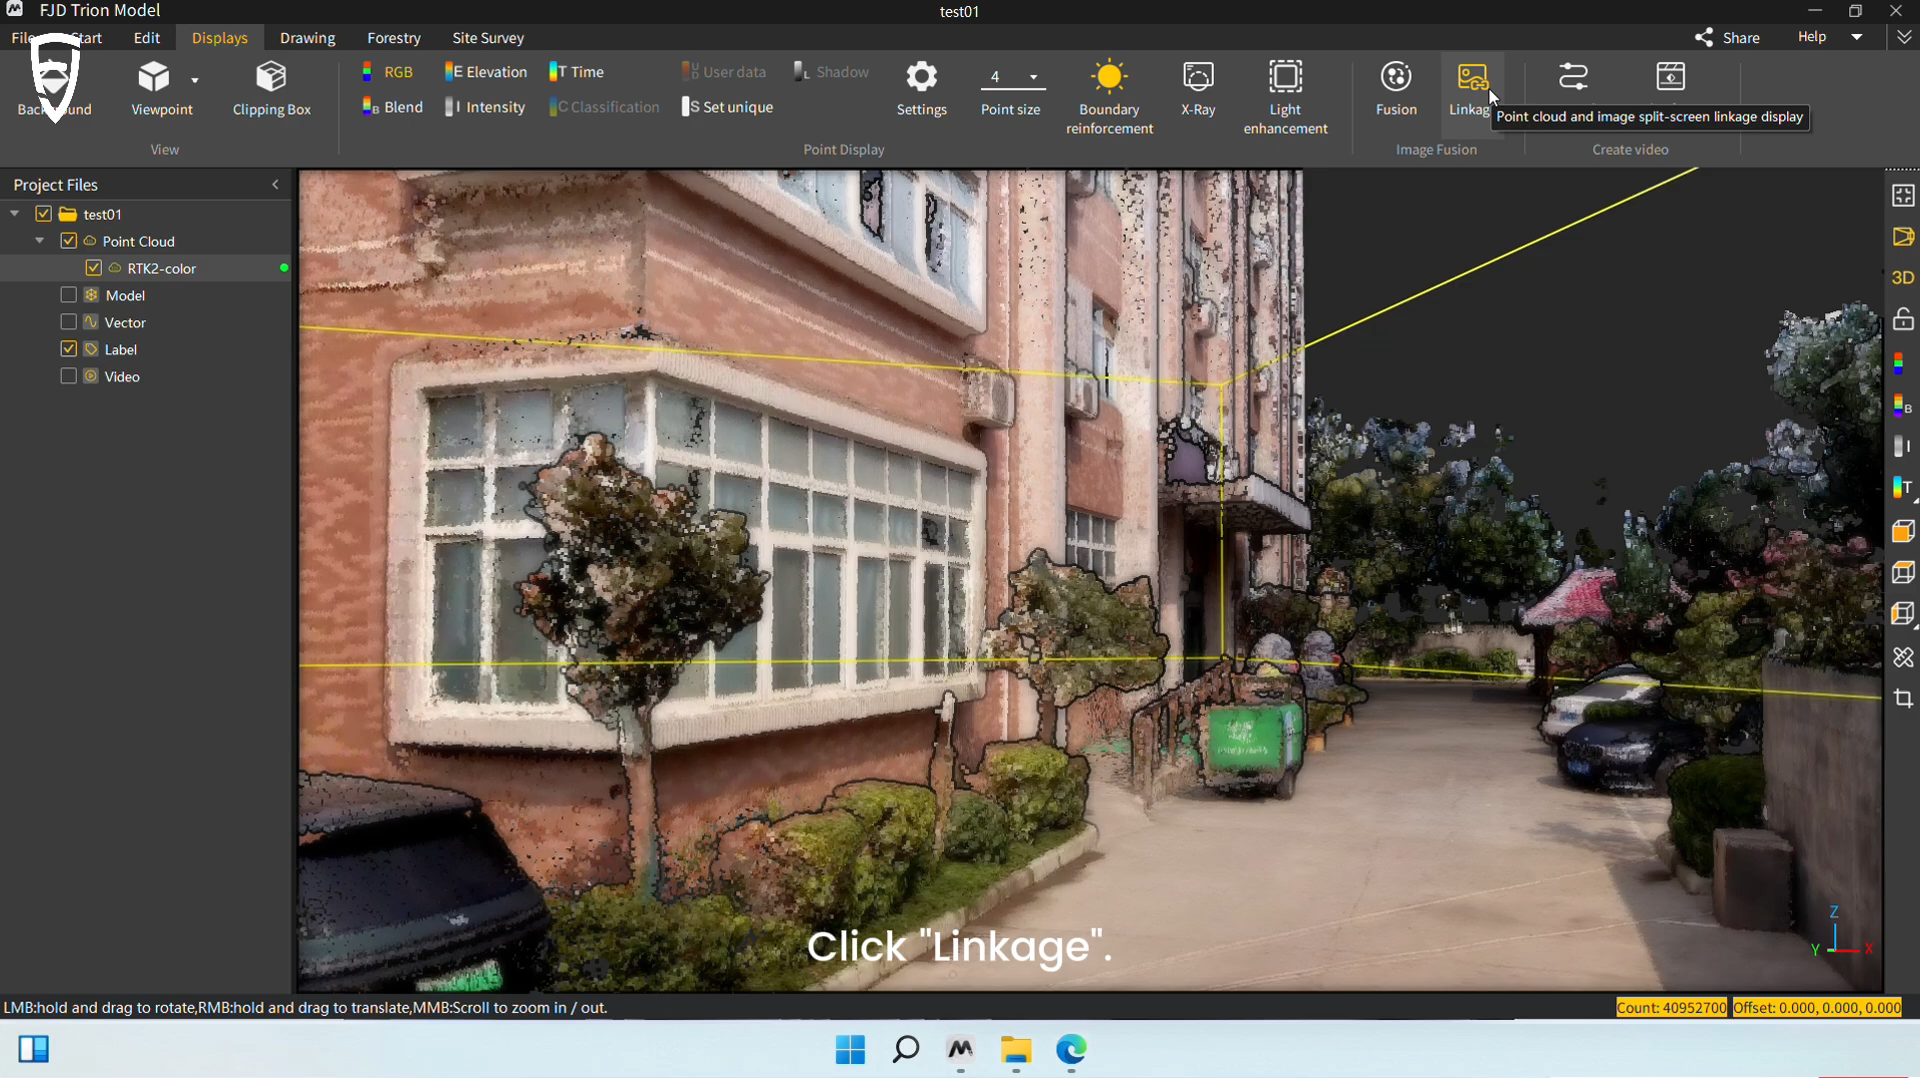 FJD Trion Model
test01
File Start Edit Displays Drawing Forestry Site Survey
Share Help
Background Viewpoint Clipping Box
View
RGB Elevation Time User data Shadow
Blend Intensity Classification Set unique
Settings
4
Point size
Boundary reinforcement
X-Ray
Light enhancement
Point Display
Fusion
Linkag
Point cloud and image split-screen linkage display
Image Fusion
Create video
Project Files
test01
Point Cloud
RTK2-color
Model
Vector
Label
Video
3D
B
I
T
Z
Y X
Click "Linkage".
LMB:hold and drag to rotate,RMB:hold and drag to translate,MMB:Scroll to zoom in / out.
Count: 40952700 Offset: 0.000, 0.000, 0.000